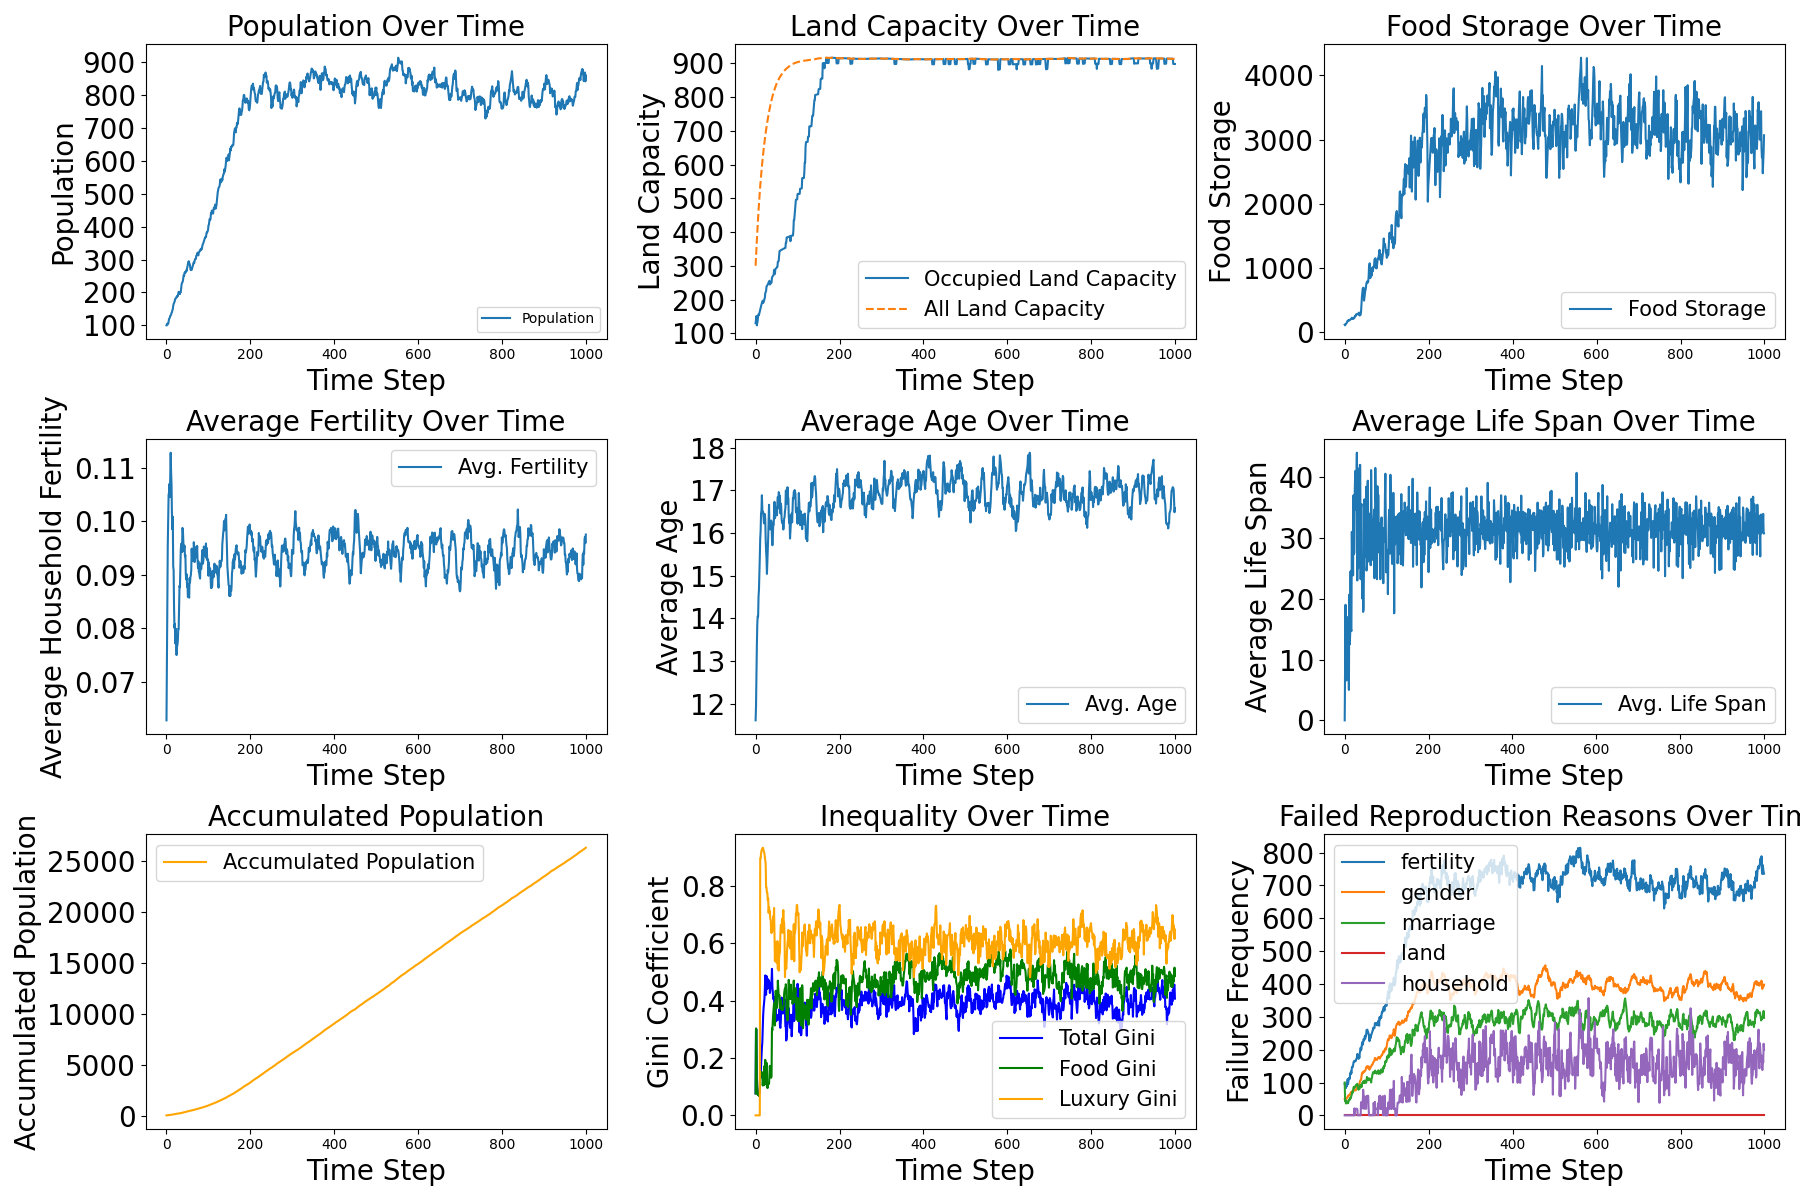 Population Over Time
Population
900
800
700
600
500
400
300
200
100
0 200 400 600 800 1000
Time Step
Population
Land Capacity Over Time
Land Capacity
900
800
700
600
500
400
300
200
100
0 200 400 600 800 1000
Time Step
Occupied Land Capacity
All Land Capacity
Food Storage Over Time
Food Storage
4000
3000
2000
1000
0
0 200 400 600 800 1000
Time Step
Food Storage
Average Fertility Over Time
Average Household Fertility
0.11
0.10
0.09
0.08
0.07
0 200 400 600 800 1000
Time Step
Avg. Fertility
Average Age Over Time
Average Age
18
17
16
15
14
13
12
0 200 400 600 800 1000
Time Step
Avg. Age
Average Life Span Over Time
Average Life Span
40
30
20
10
0
0 200 400 600 800 1000
Time Step
Avg. Life Span
Accumulated Population
Accumulated Population
25000
20000
15000
10000
5000
0
0 200 400 600 800 1000
Time Step
Accumulated Population
Inequality Over Time
Gini Coefficient
0.8
0.6
0.4
0.2
0.0
0 200 400 600 800 1000
Time Step
Total Gini
Food Gini
Luxury Gini
Failed Reproduction Reasons Over Tim
Failure Frequency
800
700
600
500
400
300
200
100
0
0 200 400 600 800 1000
Time Step
fertility
gender
marriage
land
household